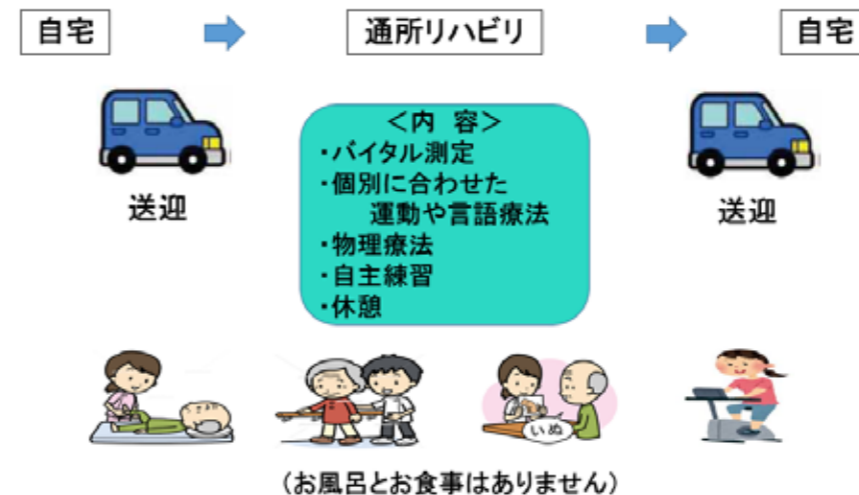 自宅
通所リハビリ
自宅
送迎
<内 容>
・バイタル測定
・個別に合わせた
運動や言語療法
・物理療法
・自主練習
・休憩
送迎
いぬ
(お風呂とお食事はありません)